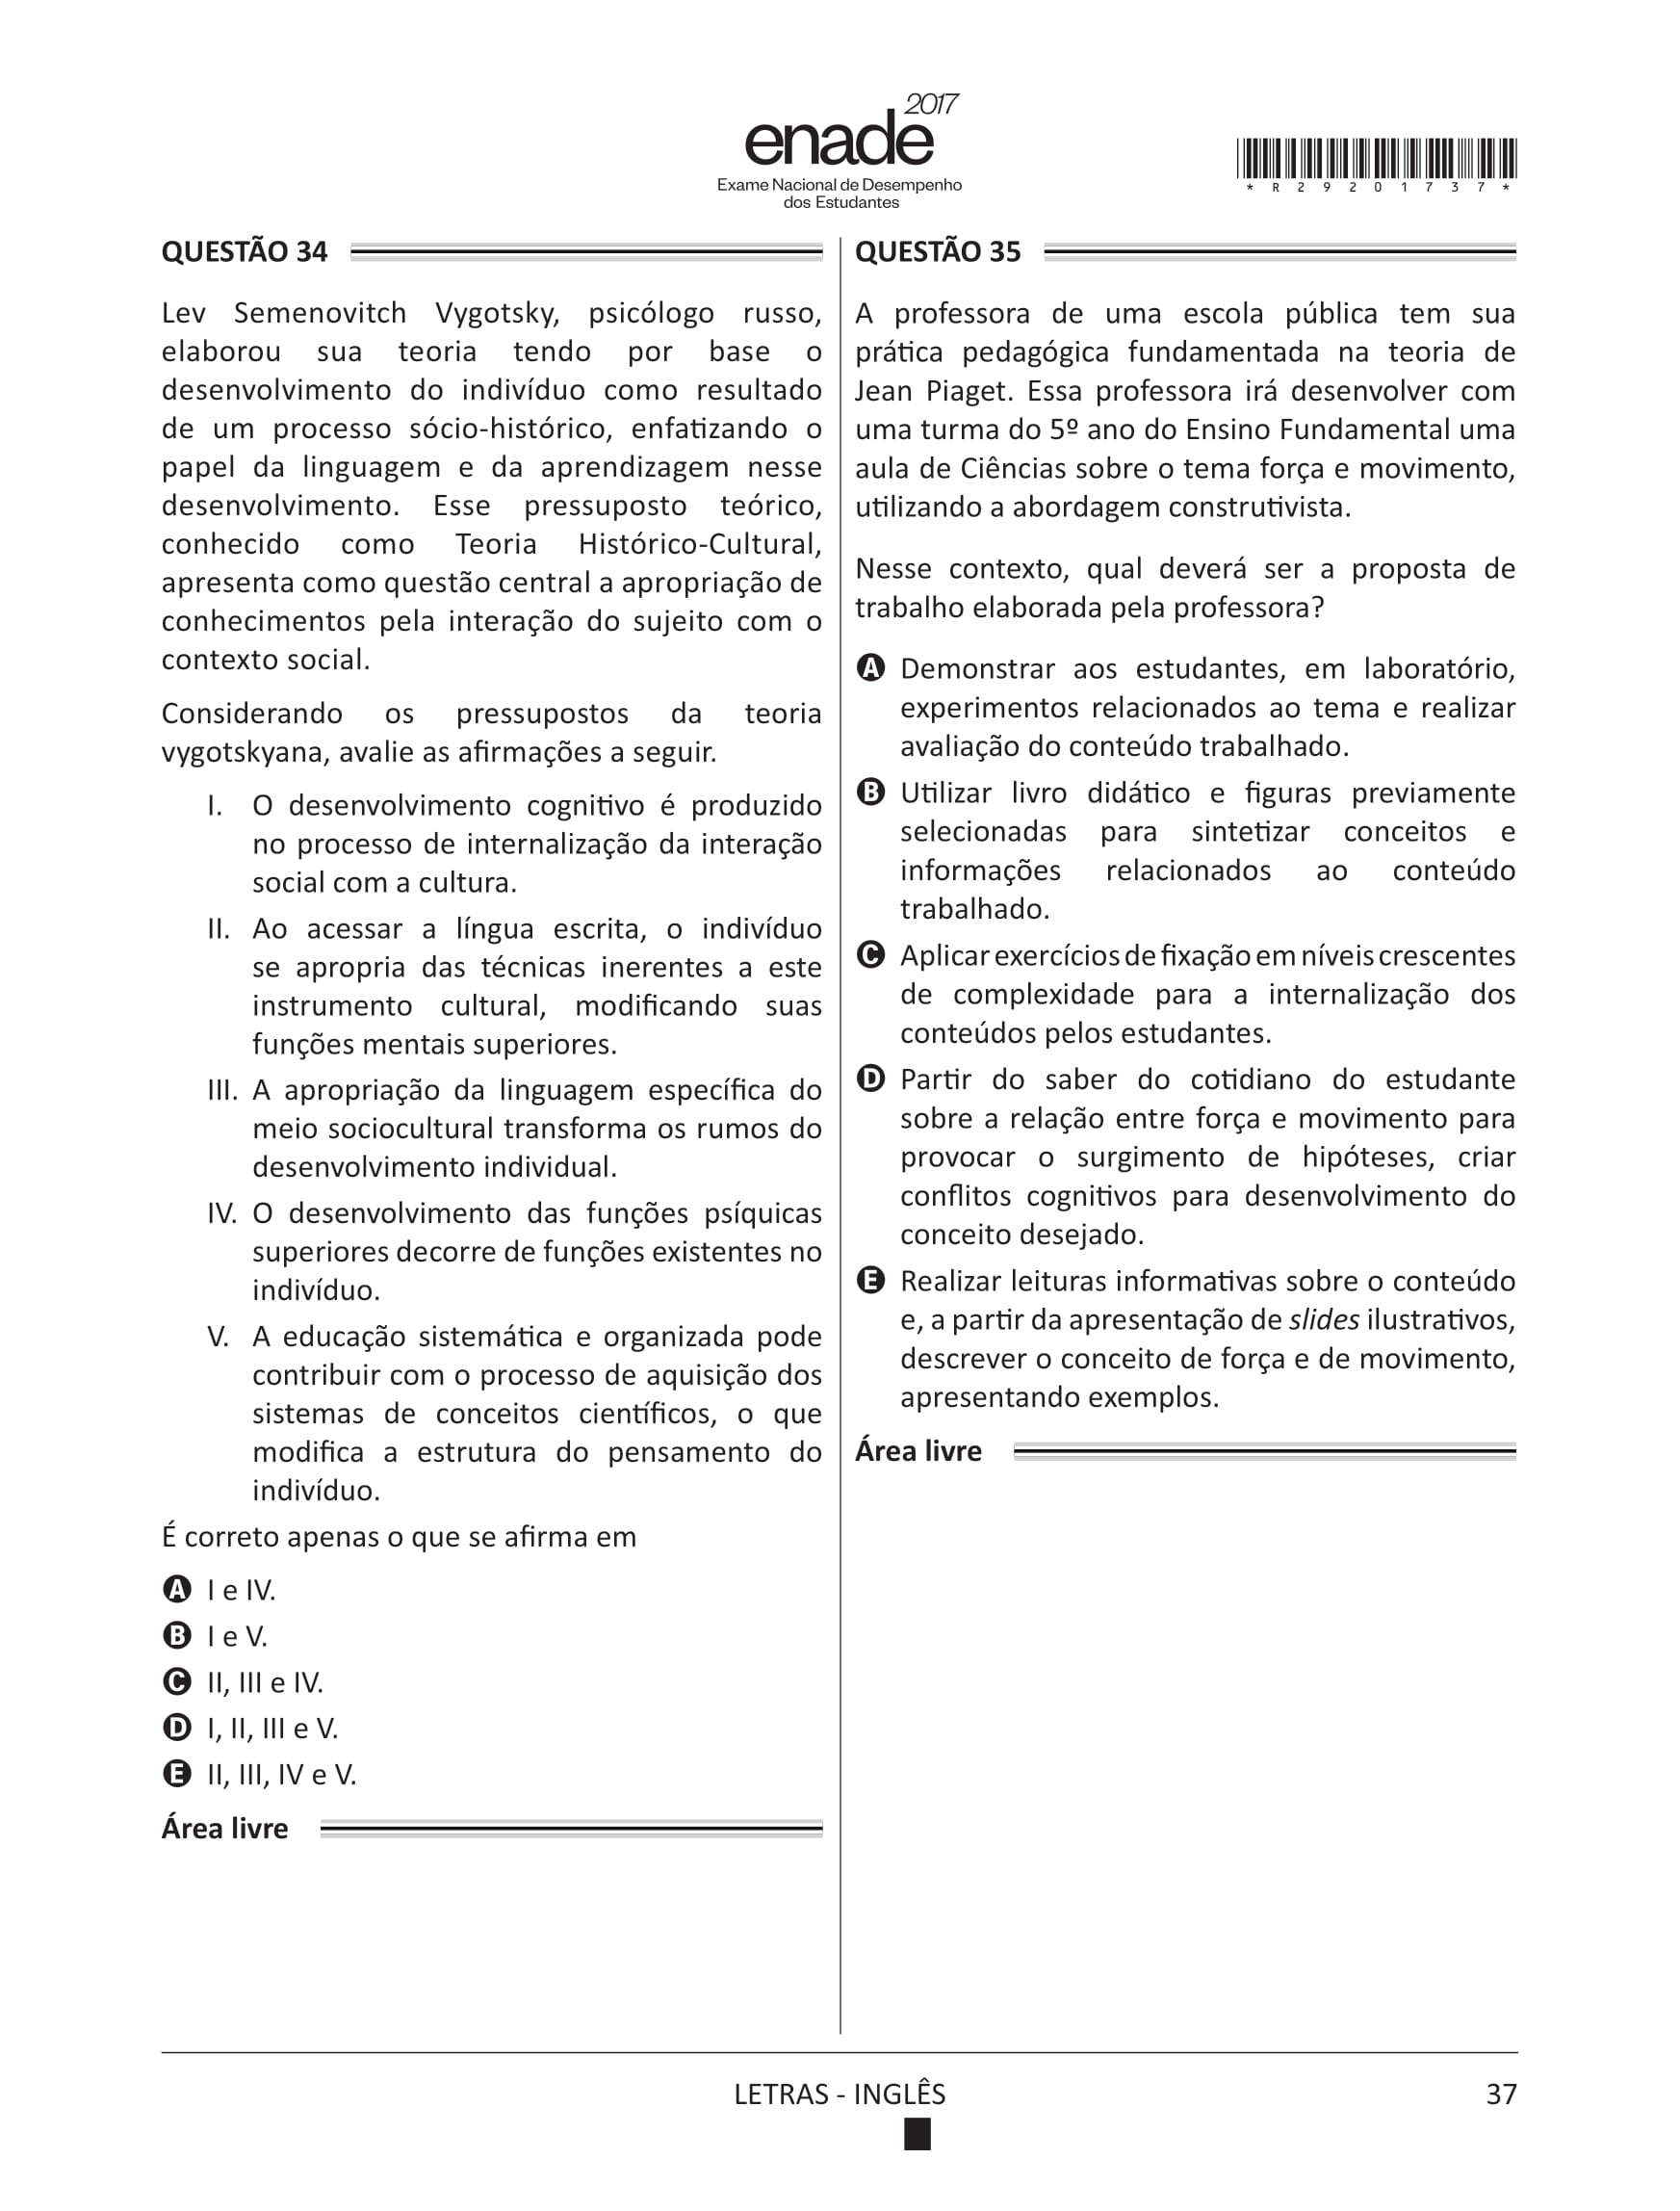 2017
enade
Exame Nacional de Desempenho
dos Estudantes
*R29201737*
QUESTÃO 34
Lev Semenovitch Vygotsky, psicólogo russo,
elaborou sua teoria tendo por base o
desenvolvimento do indivíduo como resultado
de um processo sócio-histórico, enfatizando o
papel da linguagem e da aprendizagem nesse
desenvolvimento. Esse pressuposto teórico,
conhecido como Teoria Histórico-Cultural,
apresenta como questão central a apropriação de
conhecimentos pela interação do sujeito com o
contexto social.
Considerando os pressupostos da teoria
vygotskyana, avalie as afirmações a seguir.
I. O desenvolvimento cognitivo é produzido
no processo de internalização da interação
social com a cultura.
II. Ao acessar a língua escrita, o indivíduo
se apropria das técnicas inerentes a este
instrumento cultural, modificando suas
funções mentais superiores.
III. A apropriação da linguagem específica do
meio sociocultural transforma os rumos do
desenvolvimento individual.
IV. O desenvolvimento das funções psíquicas
superiores decorre de funções existentes no
indivíduo.
V. A educação sistemática e organizada pode
contribuir com o processo de aquisição dos
sistemas de conceitos científicos, o que
modifica a estrutura do pensamento do
indivíduo.
É correto apenas o que se afirma em
A I e IV.
B I e V.
C II, III e IV.
D I, II, III e V.
E II, III, IV e V.
Área livre
QUESTÃO 35
A professora de uma escola pública tem sua
prática pedagógica fundamentada na teoria de
Jean Piaget. Essa professora irá desenvolver com
uma turma do 5º ano do Ensino Fundamental uma
aula de Ciências sobre o tema força e movimento,
utilizando a abordagem construtivista.
Nesse contexto, qual deverá ser a proposta de
trabalho elaborada pela professora?
A Demonstrar aos estudantes, em laboratório,
experimentos relacionados ao tema e realizar
avaliação do conteúdo trabalhado.
B Utilizar livro didático e figuras previamente
selecionadas para sintetizar conceitos e
informações relacionados ao conteúdo
trabalhado.
C Aplicar exercícios de fixação em níveis crescentes
de complexidade para a internalização dos
conteúdos pelos estudantes.
D Partir do saber do cotidiano do estudante
sobre a relação entre força e movimento para
provocar o surgimento de hipóteses, criar
conflitos cognitivos para desenvolvimento do
conceito desejado.
E Realizar leituras informativas sobre o conteúdo
e, a partir da apresentação de slides ilustrativos,
descrever o conceito de força e de movimento,
apresentando exemplos.
Área livre
LETRAS - INGLÊS
37